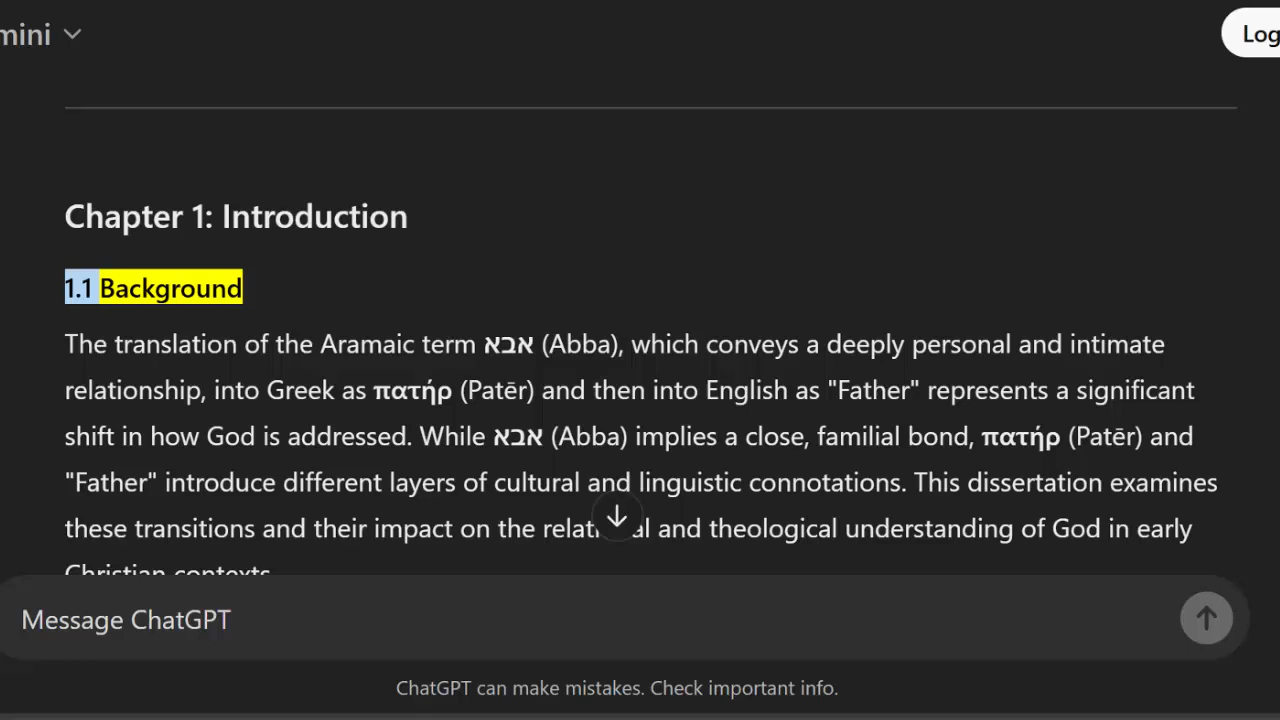 mini
Log
Chapter 1: Introduction
1.1 Background
The translation of the Aramaic term אבא (Abba), which conveys a deeply personal and intimate
relationship, into Greek as πατήρ (Patēr) and then into English as "Father" represents a significant
shift in how God is addressed. While אבא (Abba) implies a close, familial bond, πατήρ (Patēr) and
"Father" introduce different layers of cultural and linguistic connotations. This dissertation examines
these transitions and their impact on the relational and theological understanding of God in early
Christian contexts.
Message ChatGPT
ChatGPT can make mistakes. Check important info.